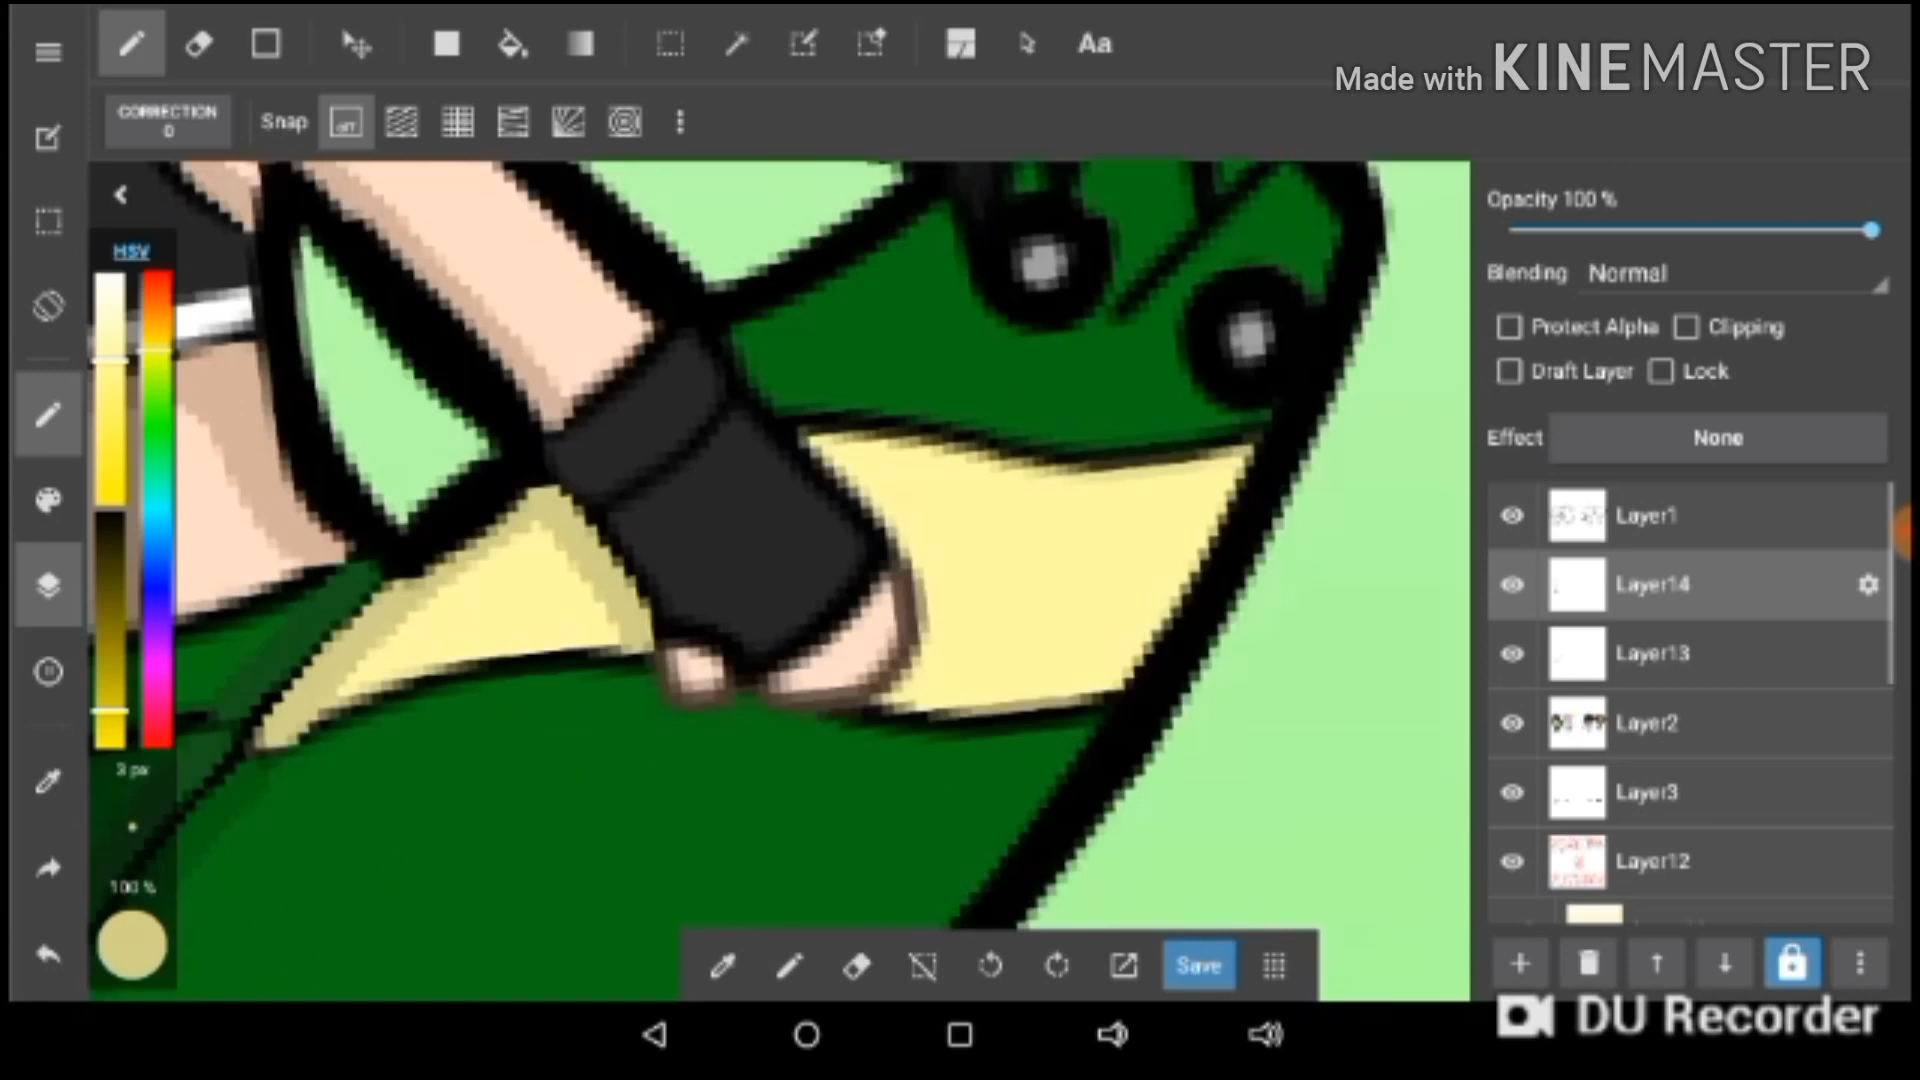 Aa
Made with KINEMASTER
CORRECTION
0
Snap
off
HSV
Opacity 100 %
Blending Normal
Protect Alpha
Clipping
Draft Layer
Lock
Effect
None
Layer1
Layer14
Layer13
Layer2
Layer3
Layer12
3 px
100 %
Save
DU Recorder